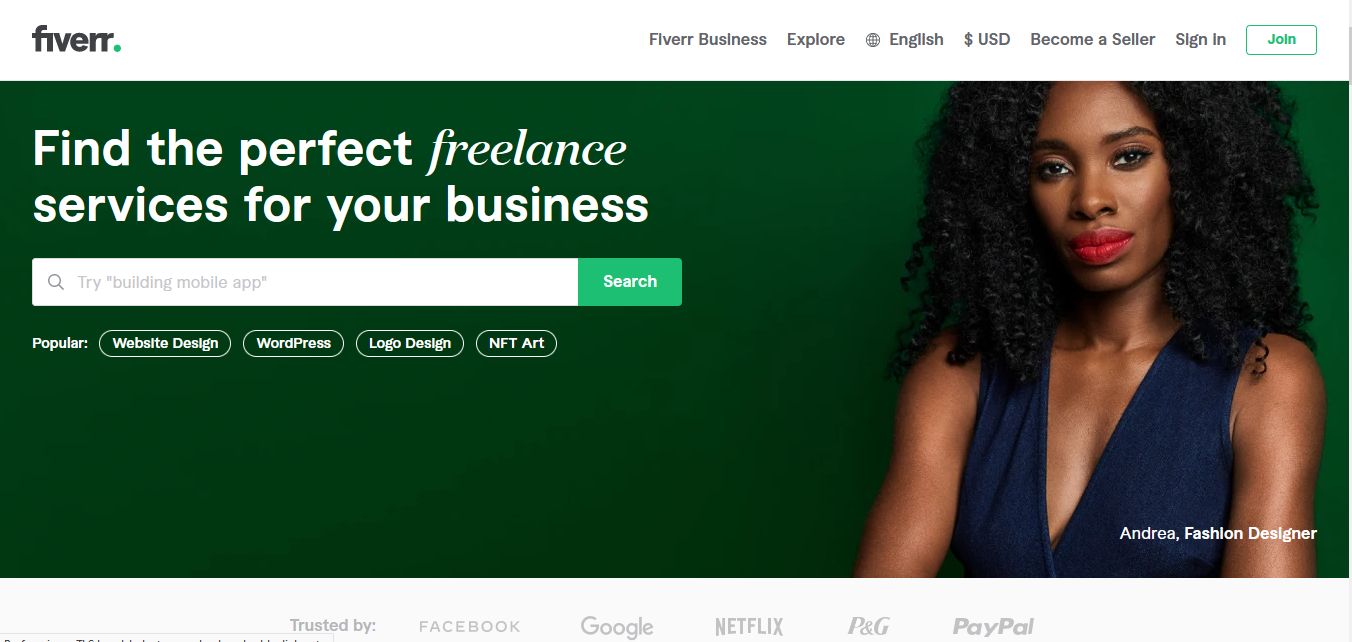 fiverr.
Fiverr Business Explore English $ USD Become a Seller Sign in Join
Find the perfect freelance
services for your business
Try "building mobile app" Search
Popular: Website Design WordPress Logo Design NFT Art
Andrea, Fashion Designer
Trusted by: FACEBOOK Google NETFLIX P&G PayPal